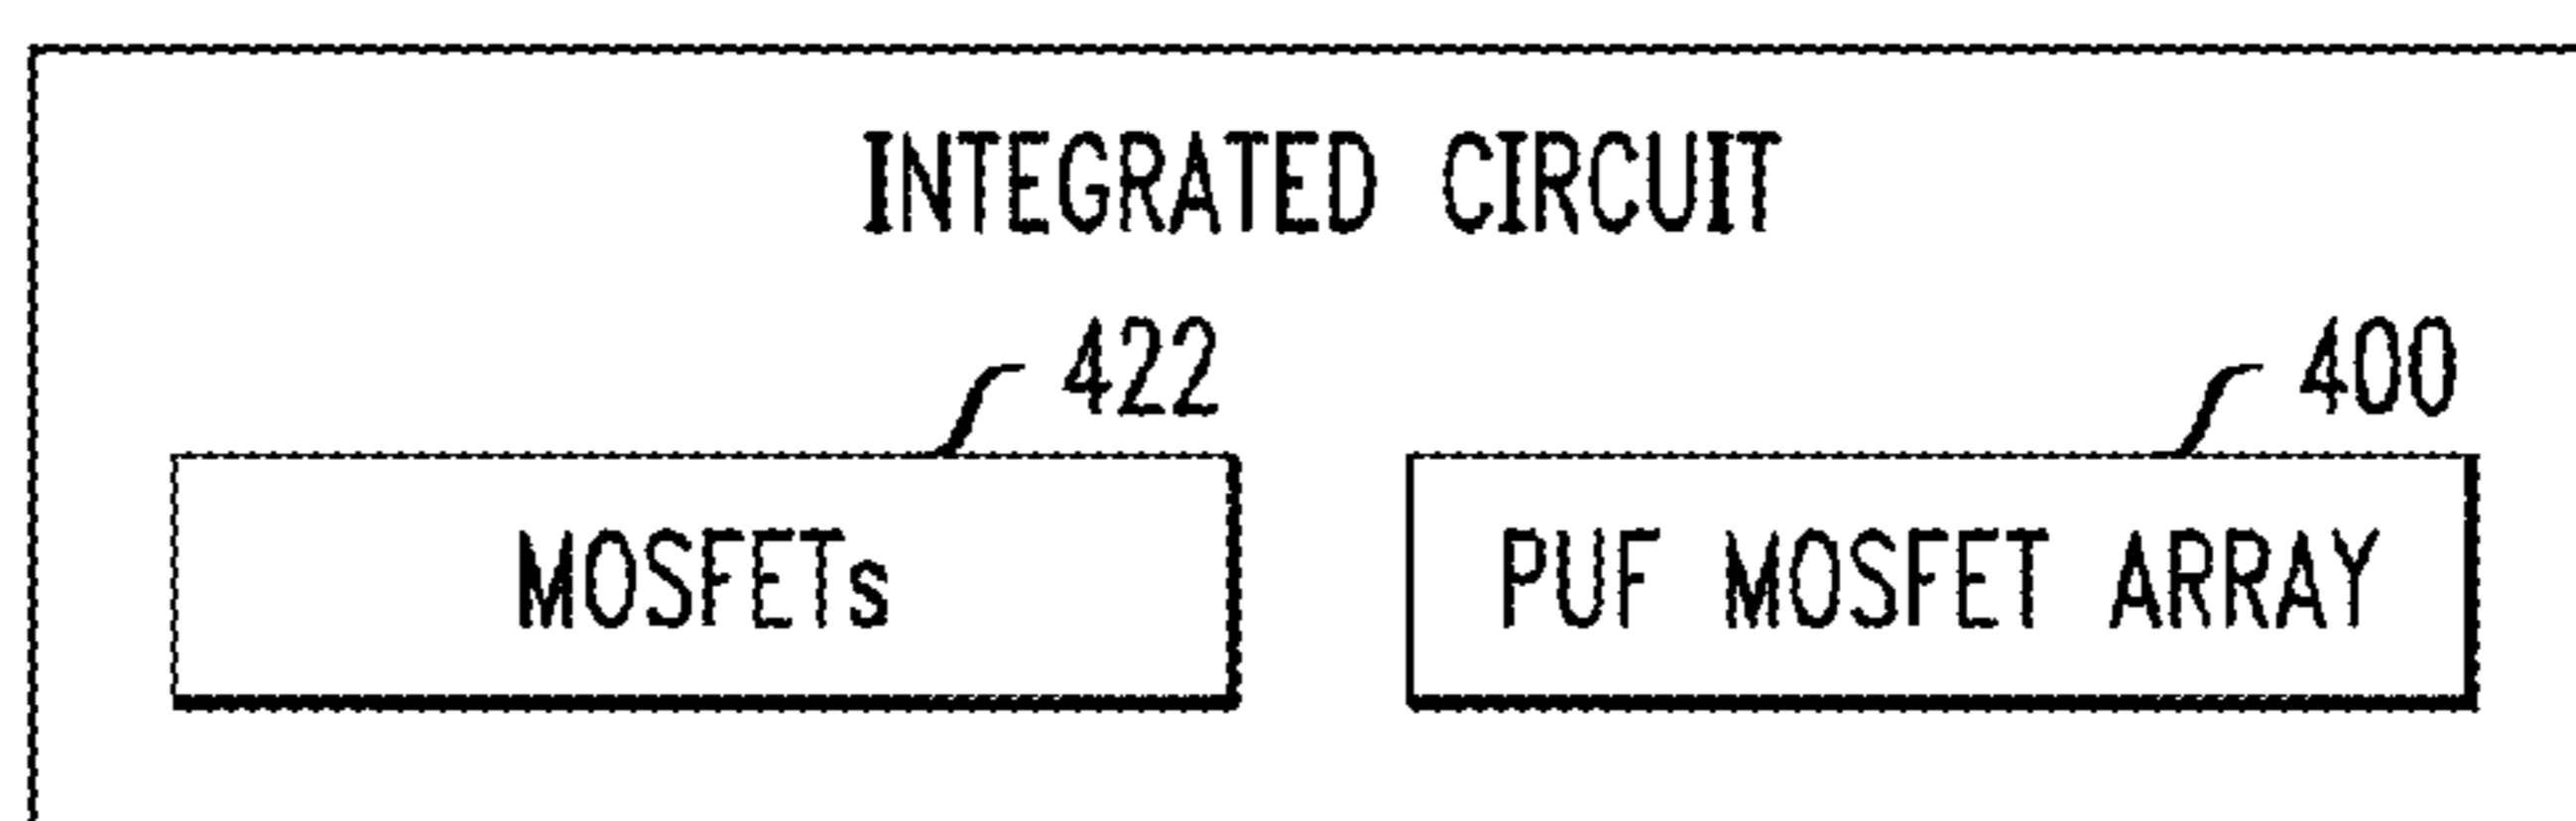 INTEGRATED CIRCUIT
422
400
MOSFETs
PUF MOSFET ARRAY